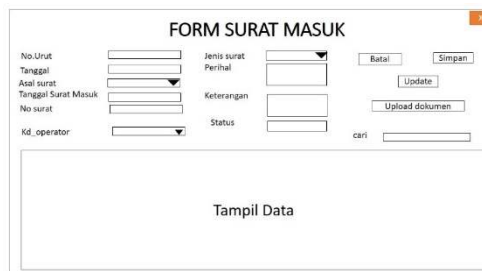 FORM SURAT MASUK
No.Urut
Tanggal
Asal surat
Tanggal Surat Masuk
No surat
Kd_operator
Jenis surat
Perihal
Keterangan
Status
Batal
Simpan
Update
Upload dokumen
cari
Tampil Data